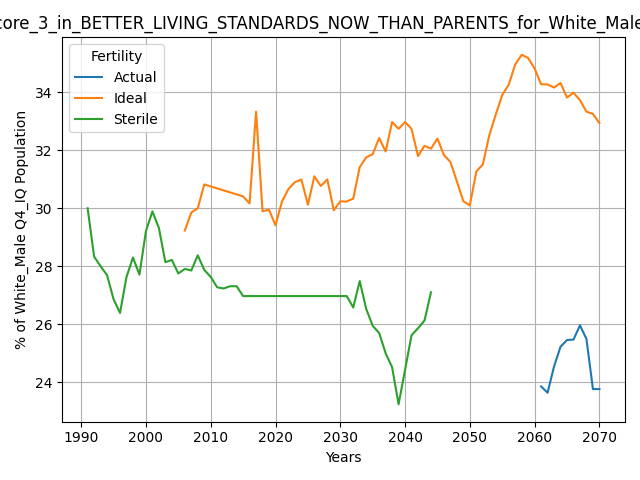 core_3_in_BETTER_LIVING_STANDARDS_NOW_THAN_PARENTS_for_White_Male
Fertility
Actual
Ideal
Sterile
34
32
30
28
26
24
% of White_Male Q4_IQ Population
1990 2000 2010 2020 2030 2040 2050 2060 2070
Years